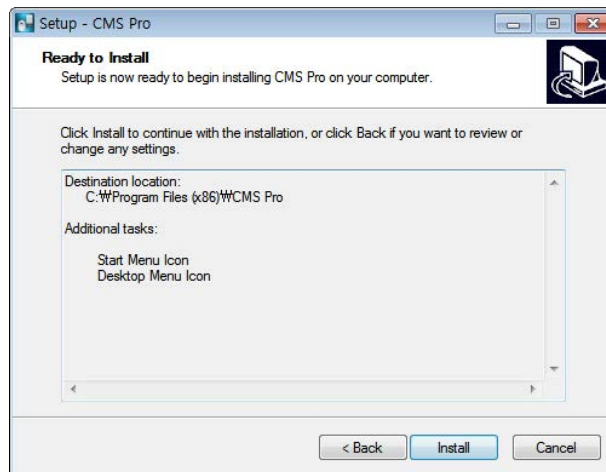 Setup - CMS Pro
Ready to Install
Setup is now ready to begin installing CMS Pro on your computer.
Click Install to continue with the installation, or click Back if you want to review or
change any settings.
Destination location:
C:₩Program Files (x86)₩CMS Pro
Additional tasks:
Start Menu Icon
Desktop Menu Icon
< Back
Install
Cancel